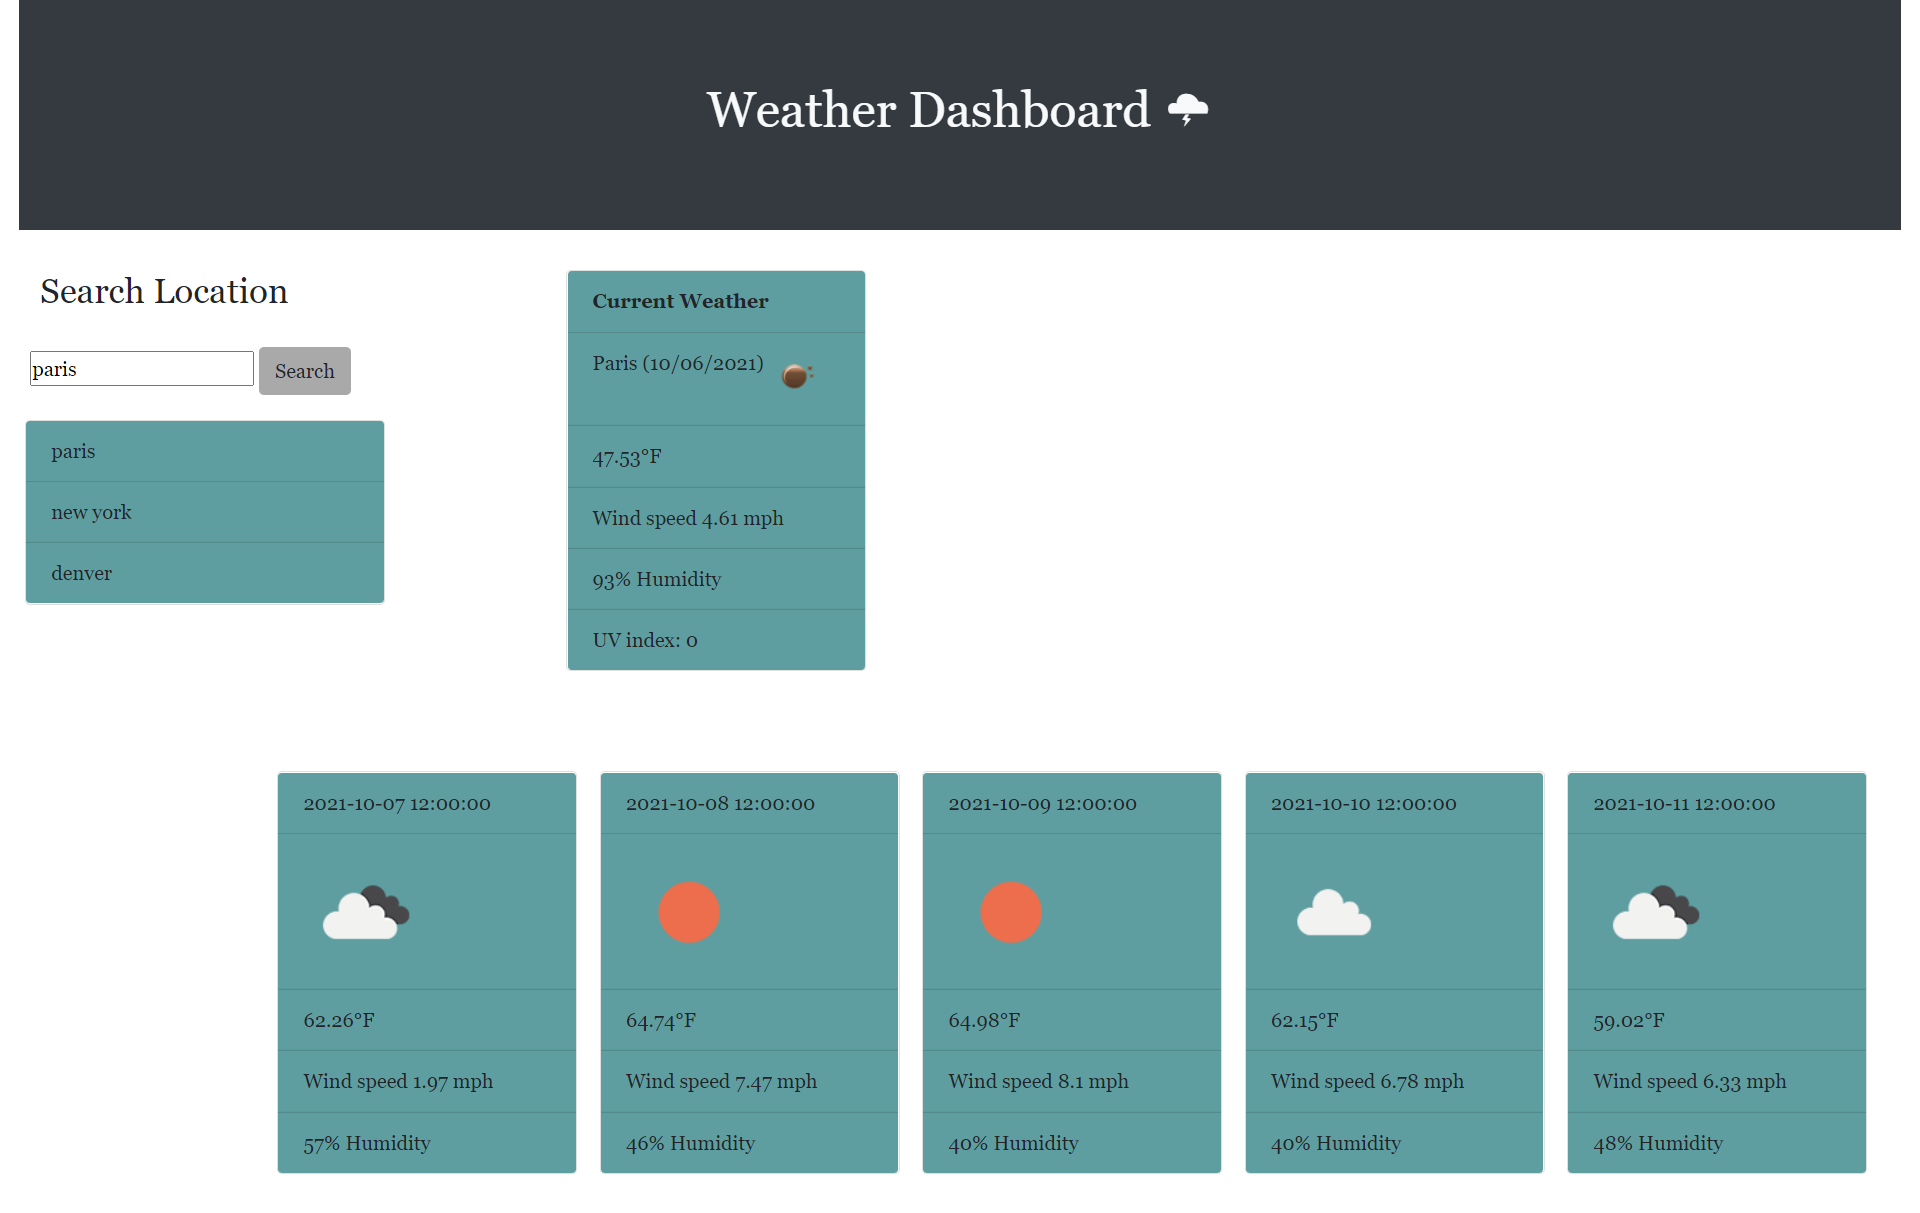 Weather Dashboard
Search Location
paris
Search
paris
new york
denver
Current Weather
Paris (10/06/2021)
47.53°F
Wind speed 4.61 mph
93% Humidity
UV index: 0
2021-10-07 12:00:00
62.26°F
Wind speed 1.97 mph
57% Humidity
2021-10-08 12:00:00
64.74°F
Wind speed 7.47 mph
46% Humidity
2021-10-09 12:00:00
64.98°F
Wind speed 8.1 mph
40% Humidity
2021-10-10 12:00:00
62.15°F
Wind speed 6.78 mph
40% Humidity
2021-10-11 12:00:00
59.02°F
Wind speed 6.33 mph
48% Humidity